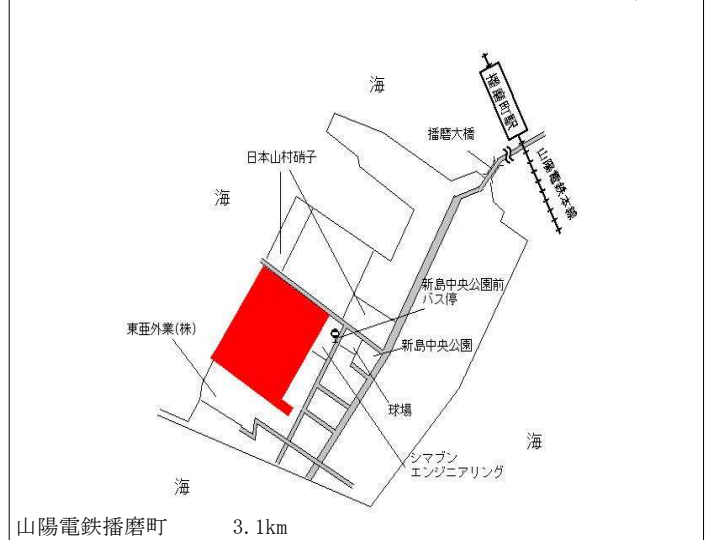 海
播磨町駅
播磨大橋
山陽電鉄本線
日本山村硝子
海
新島中央公園前
バス停
東亜外業(株)
新島中央公園
球場
海
シマブン
エンジニアリング
海
山陽電鉄播磨町 3.1km